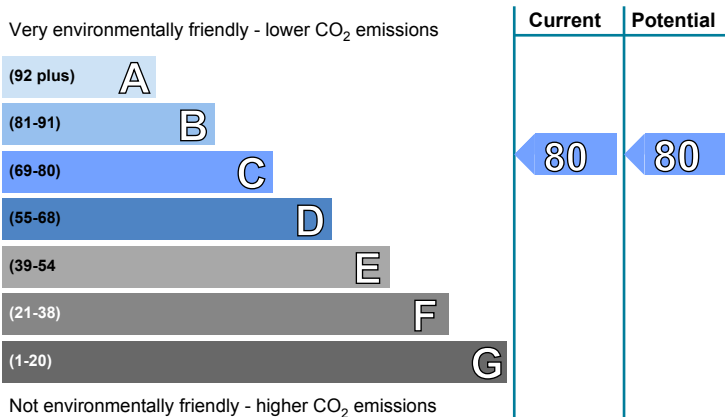 Very environmentally friendly - lower CO₂ emissions
Current Potential
(92 plus) A
(81-91) B
(69-80) C
80 80
(55-68) D
(39-54 E
(21-38) F
(1-20) G
Not environmentally friendly - higher CO₂ emissions